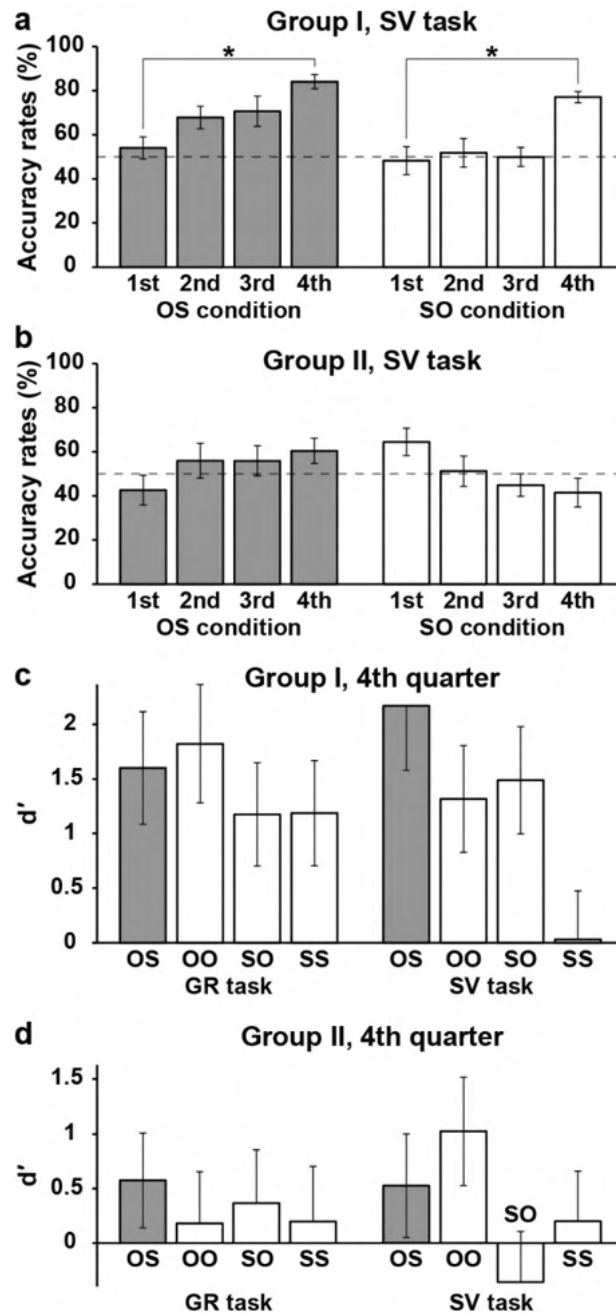 a
Group I, SV task
Accuracy rates (%)
100
80
60
40
20
0
*
*
1st 2nd 3rd 4th 1st 2nd 3rd 4th
OS condition SO condition
b
Group II, SV task
Accuracy rates (%)
100
80
60
40
20
0
1st 2nd 3rd 4th 1st 2nd 3rd 4th
OS condition SO condition
c
Group I, 4th quarter
d′
2
1.5
1
0.5
0
OS OO SO SS OS OO SO SS
GR task SV task
d
Group II, 4th quarter
d′
1.5
1
0.5
0
SO
OS OO SO SS OS OO SS
GR task SV task